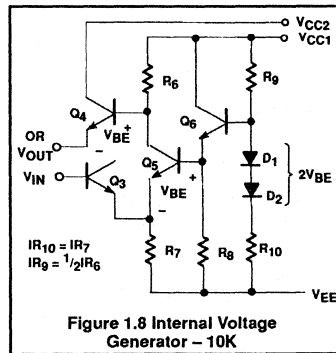 VCC2
VCC1
R6
R9
Q4
Q6
VBE
+
OR
VOUT
-
Q5
+
D1
2VBE
VIN
Q3
VBE
D2
-
IR10 = IR7
IR9 = 1/2IR6
R7
R8
R10
VEE
Figure 1.8 Internal Voltage
Generator – 10K